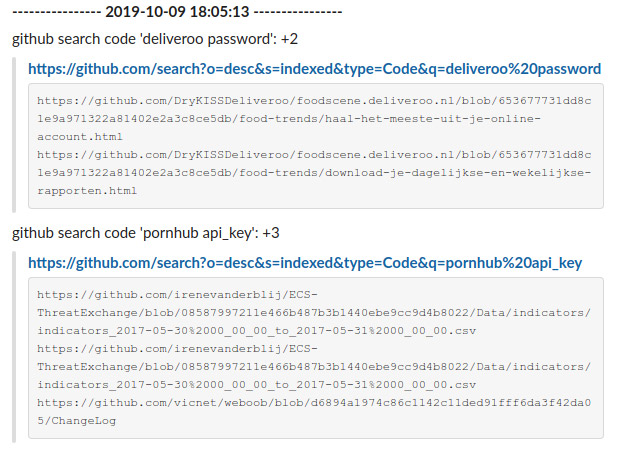 ---------------- 2019-10-09 18:05:13 ----------------
github search code 'deliveroo password': +2
https://github.com/search?o=desc&s=indexed&type=Code&q=deliveroo%20password
https://github.com/DryKISSDeliveroo/foodscene.deliveroo.nl/blob/653677731dd8c
1e9a971322a81402e2a3c8ce5db/food-trends/haal-het-meeste-uit-je-online-
account.html
https://github.com/DryKISSDeliveroo/foodscene.deliveroo.nl/blob/653677731dd8c
1e9a971322a81402e2a3c8ce5db/food-trends/download-je-dagelijkse-en-wekelijkse-
rapporten.html
github search code 'pornhub api_key': +3
https://github.com/search?o=desc&s=indexed&type=Code&q=pornhub%20api_key
https://github.com/irenevanderblij/ECS-
ThreatExchange/blob/08587997211e466b487b3b1440ebe9cc9d4b8022/Data/indicators/
indicators_2017-05-30%2000_00_00_to_2017-05-31%2000_00_00.csv
https://github.com/irenevanderblij/ECS-
ThreatExchange/blob/08587997211e466b487b3b1440ebe9cc9d4b8022/Data/indicators/
indicators_2017-05-30%2000_00_00_to_2017-05-31%2000_00_00.csv
https://github.com/vicnet/weboob/blob/d6894a1974c86c1142c11ded91fff6da3f42da0
5/ChangeLog